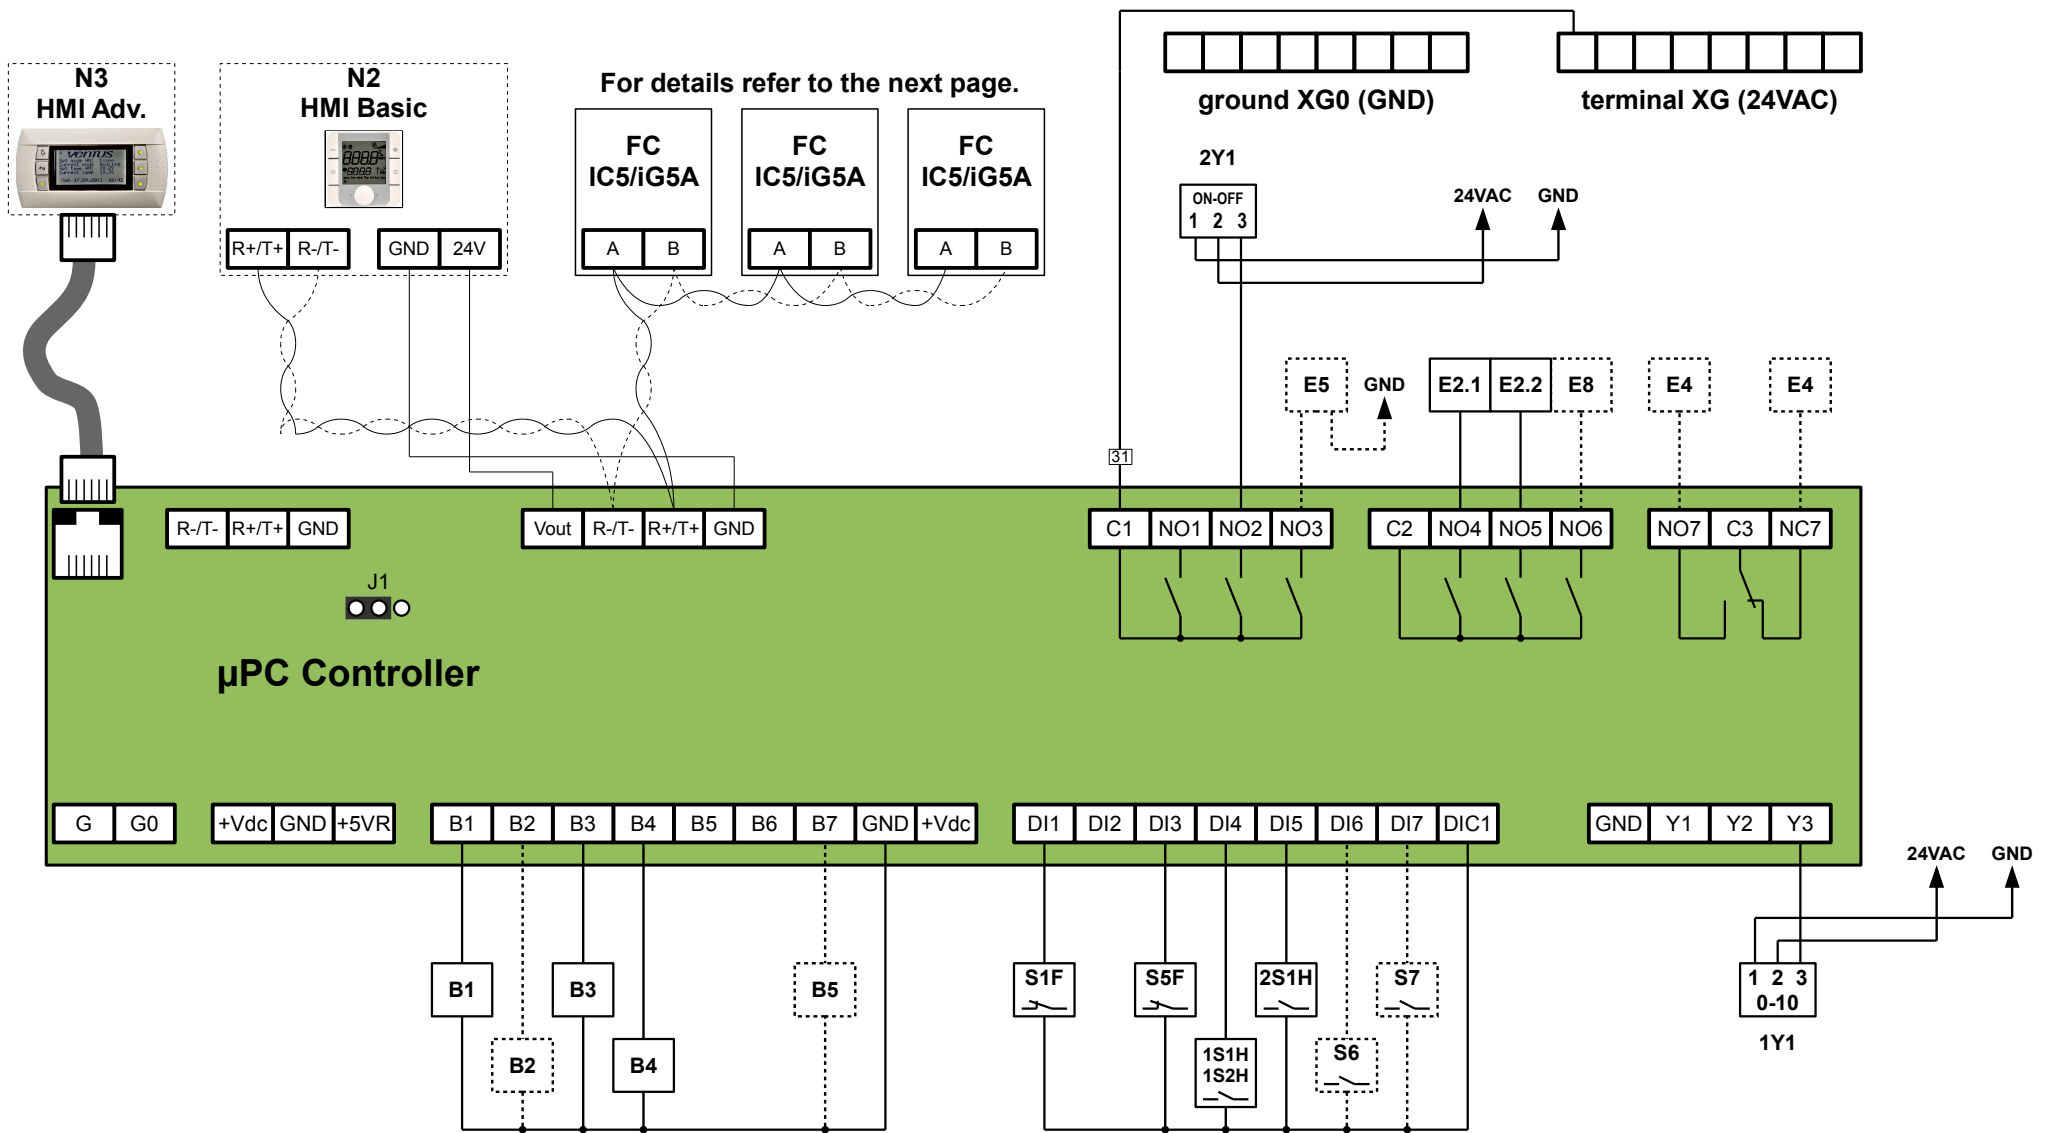 N3
HMI Adv.
VENTUS
N2
HMI Basic
For details refer to the next page.
FC
IC5/iG5A
FC
IC5/iG5A
FC
IC5/iG5A
ground XG0 (GND)
terminal XG (24VAC)
2Y1
ON-OFF
1 2 3
24VAC
GND
R+/T+ R-/T-
GND 24V
A B
A B
A B
E5
GND
E2.1 E2.2 E8
E4
E4
31
R-/T- R+/T+ GND
Vout R-/T- R+/T+ GND
C1 NO1 NO2 NO3
C2 NO4 NO5 NO6
NO7 C3 NC7
J1
µPC Controller
G G0
+Vdc GND +5VR
B1 B2 B3 B4 B5 B6 B7 GND +Vdc
DI1 DI2 DI3 DI4 DI5 DI6 DI7 DIC1
GND Y1 Y2 Y3
24VAC
GND
B1
B3
B5
B2
B4
S1F
S5F
2S1H
S7
1S1H
1S2H
S6
1 2 3
0-10
1Y1